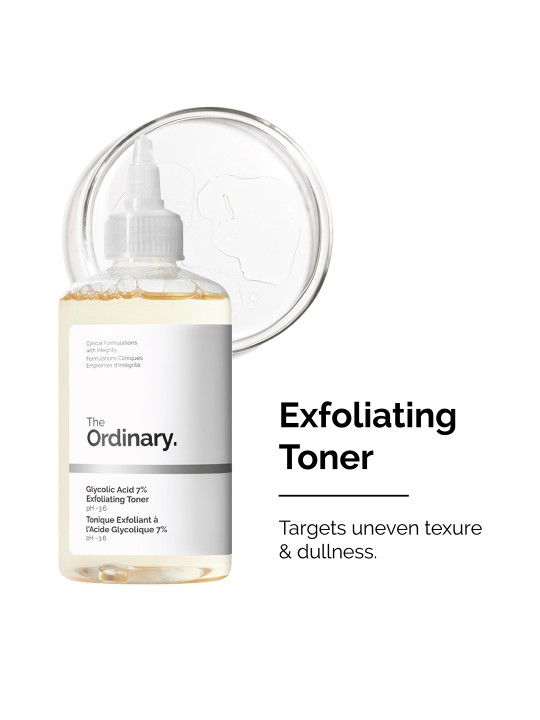 Clinical Formulations
with Integrity.
Formulations Cliniques
Empreintes d'Intégrité.
The
Ordinary.
Glycolic Acid 7%
Exfoliating Toner
pH ~3.6
Tonique Exfoliant à
l'Acide Glycolique 7%
pH ~3.6
Exfoliating
Toner
Targets uneven texure
& dullness.